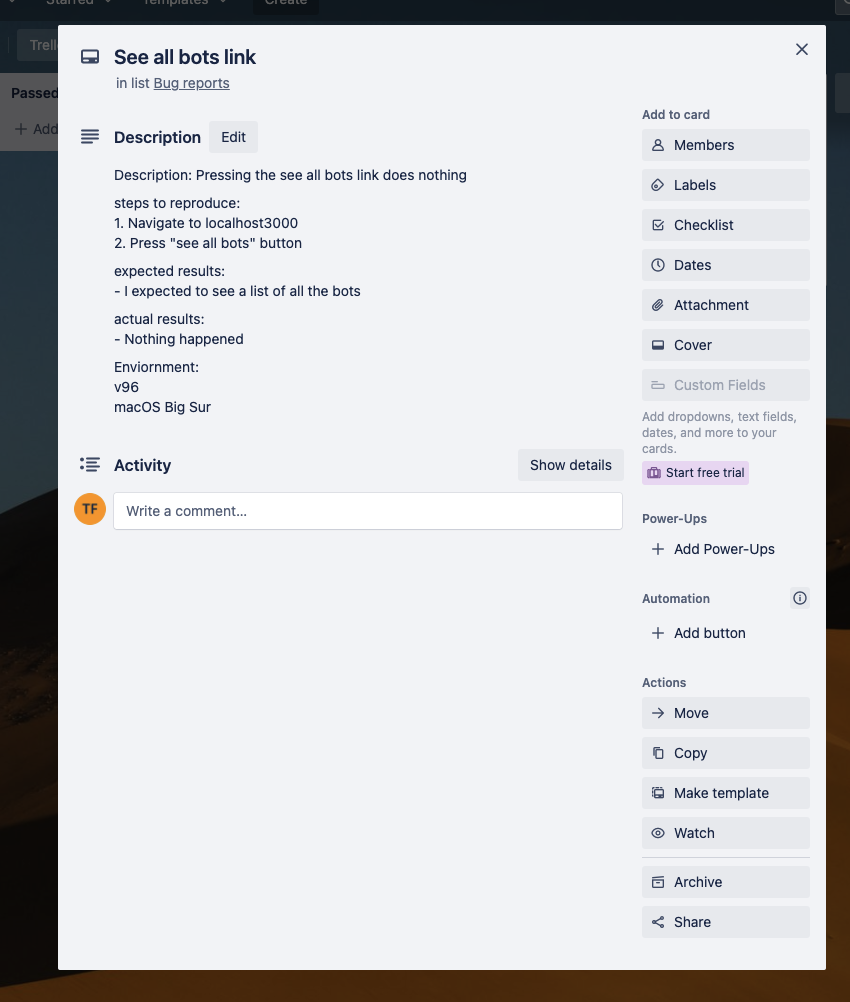 Starred
Templates
Create
See all bots link
in list Bug reports
Passed
Add
Description
Edit
Description: Pressing the see all bots link does nothing
steps to reproduce:
1. Navigate to localhost3000
2. Press "see all bots" button
expected results:
- I expected to see a list of all the bots
actual results:
- Nothing happened
Enviornment:
v96
macOS Big Sur
Activity
Show details
TF
Write a comment...
Add to card
Members
Labels
Checklist
Dates
Attachment
Cover
Custom Fields
Add dropdowns, text fields,
dates, and more to your
cards.
Start free trial
Power-Ups
Add Power-Ups
Automation
Add button
Actions
Move
Copy
Make template
Watch
Archive
Share